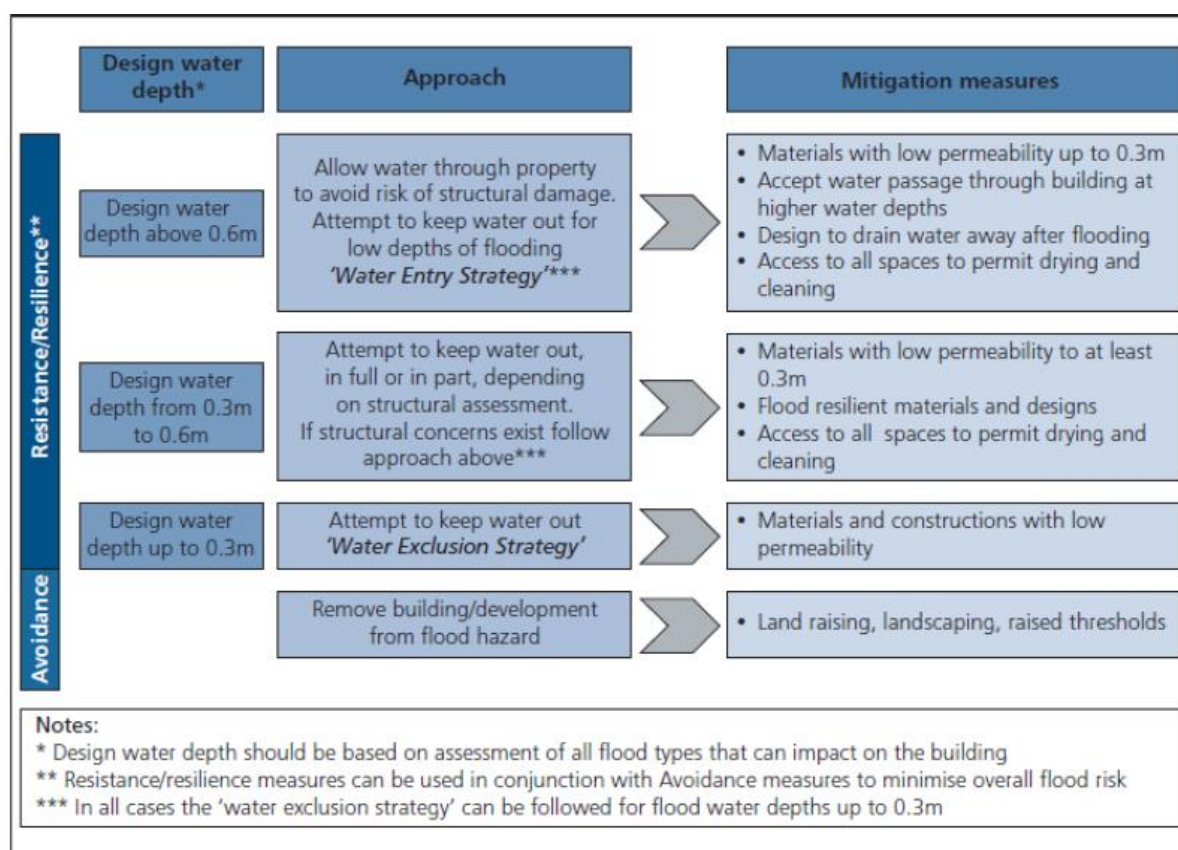 Design water
depth*
Approach
Mitigation measures
Resistance/Resilience**
Design water
depth above 0.6m
Allow water through property
to avoid risk of structural damage.
Attempt to keep water out for
low depths of flooding
'Water Entry Strategy'***
• Materials with low permeability up to 0.3m
• Accept water passage through building at
higher water depths
• Design to drain water away after flooding
• Access to all spaces to permit drying and
cleaning
Design water
depth from 0.3m
to 0.6m
Attempt to keep water out,
in full or in part, depending
on structural assessment.
If structural concerns exist follow
approach above***
• Materials with low permeability to at least
0.3m
• Flood resilient materials and designs
• Access to all spaces to permit drying and
cleaning
Design water
depth up to 0.3m
Attempt to keep water out
'Water Exclusion Strategy'
• Materials and constructions with low
permeability
Avoidance
Remove building/development
from flood hazard
• Land raising, landscaping, raised thresholds
Notes:
* Design water depth should be based on assessment of all flood types that can impact on the building
** Resistance/resilience measures can be used in conjunction with Avoidance measures to minimise overall flood risk
*** In all cases the 'water exclusion strategy' can be followed for flood water depths up to 0.3m